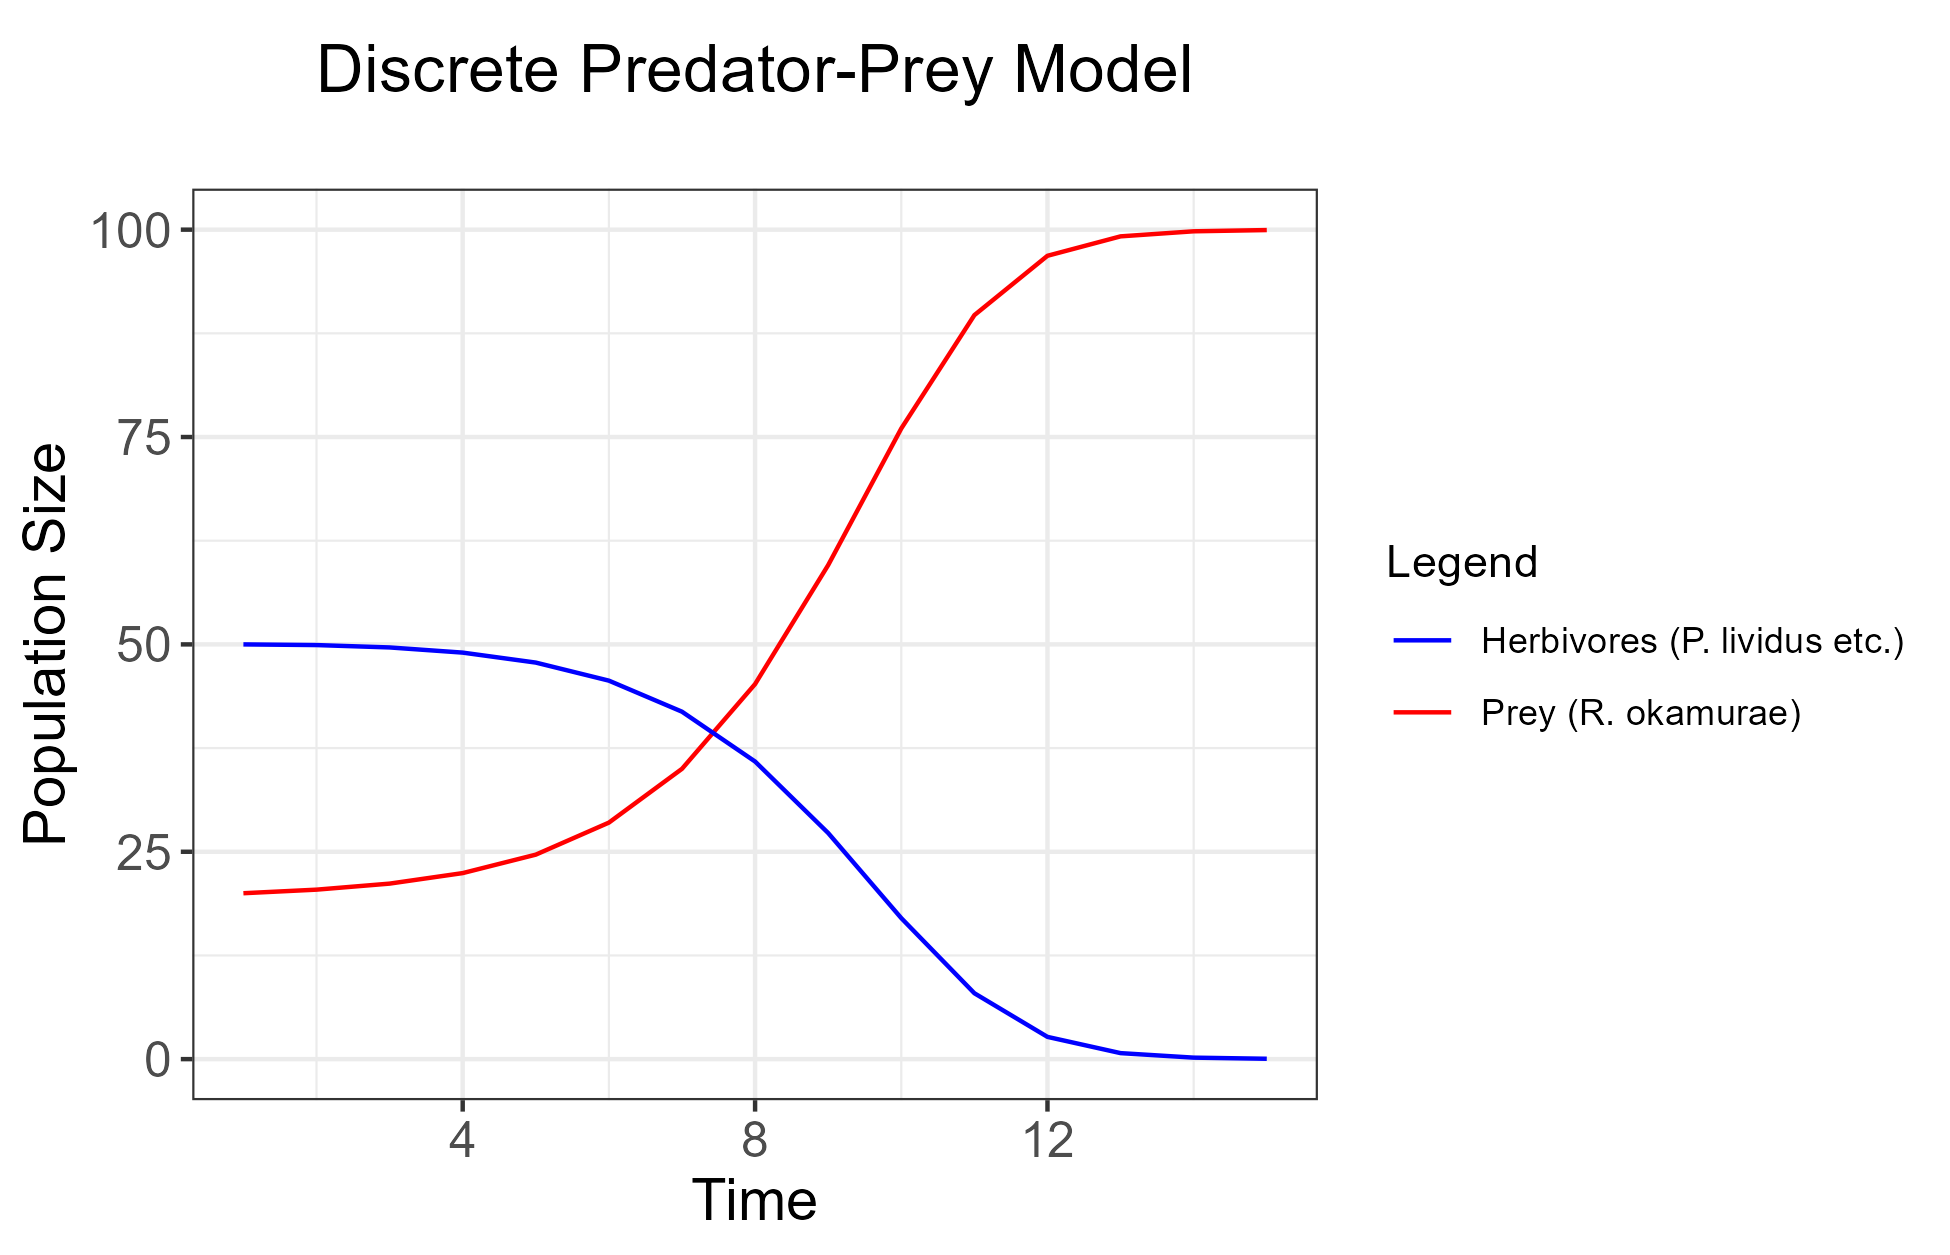 Discrete Predator-Prey Model
100
75
50
25
0
Population Size
4 8 12
Time
Legend
Herbivores (P. lividus etc.)
Prey (R. okamurae)